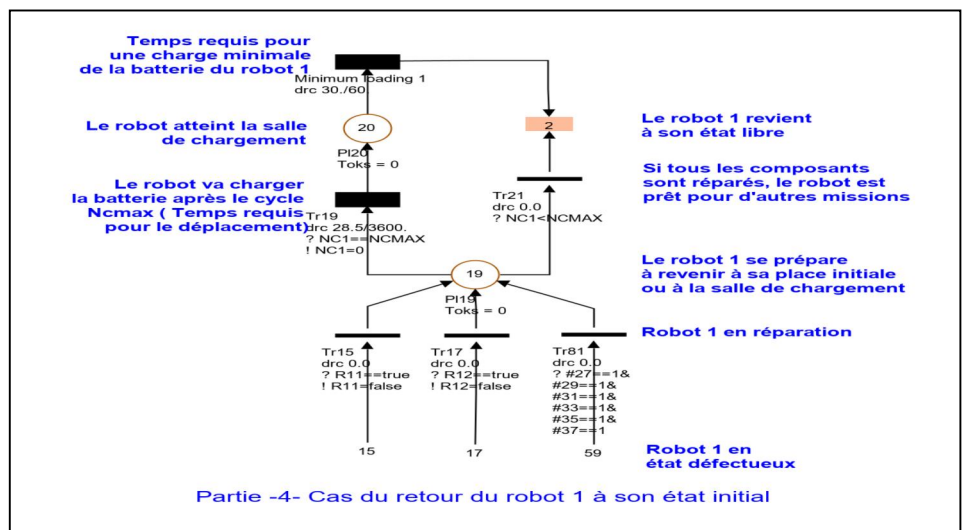 Temps requis pour
une charge minimale
de la batterie du robot 1
Minimum loading 1
drc 30./60
Le robot atteint la salle
de chargement
20
Pl20
Toks = 0
2
Le robot 1 revient
à son état libre
Le robot va charger
la batterie après le cycle
Ncmax ( Temps requis
pour le déplacement)
Tr19
drc 28.5/3600.
? NC1==NCMAX
! NC1=0
Tr21
drc 0.0
? NC1<NCMAX
Si tous les composants
sont réparés, le robot est
prêt pour d'autres missions
19
Pl19
Toks = 0
Le robot 1 se prépare
à revenir à sa place initiale
ou à la salle de chargement
Robot 1 en réparation
Tr15
drc 0.0
? R11==true
! R11=false
Tr17
drc 0.0
? R12==true
! R12=false
Tr81
drc 0.0
? #27==1&
#29==1&
#31==1&
#33==1&
#35==1&
#37==1
15
17
59
Robot 1 en
état défectueux
Partie -4- Cas du retour du robot 1 à son état initial